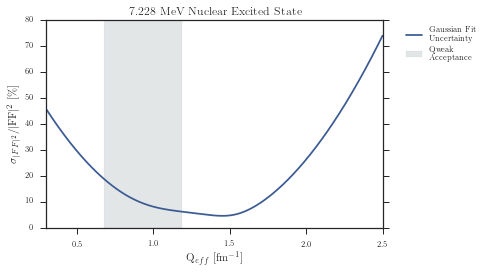 7.228 MeV Nuclear Excited State
80
70
60
50
40
30
20
10
0
σ|FF|²/|FF|² [%]
0.5 1.0 1.5 2.0 2.5
Q_eff [fm⁻¹]
Gaussian Fit
Uncertainty
Qweak
Acceptance